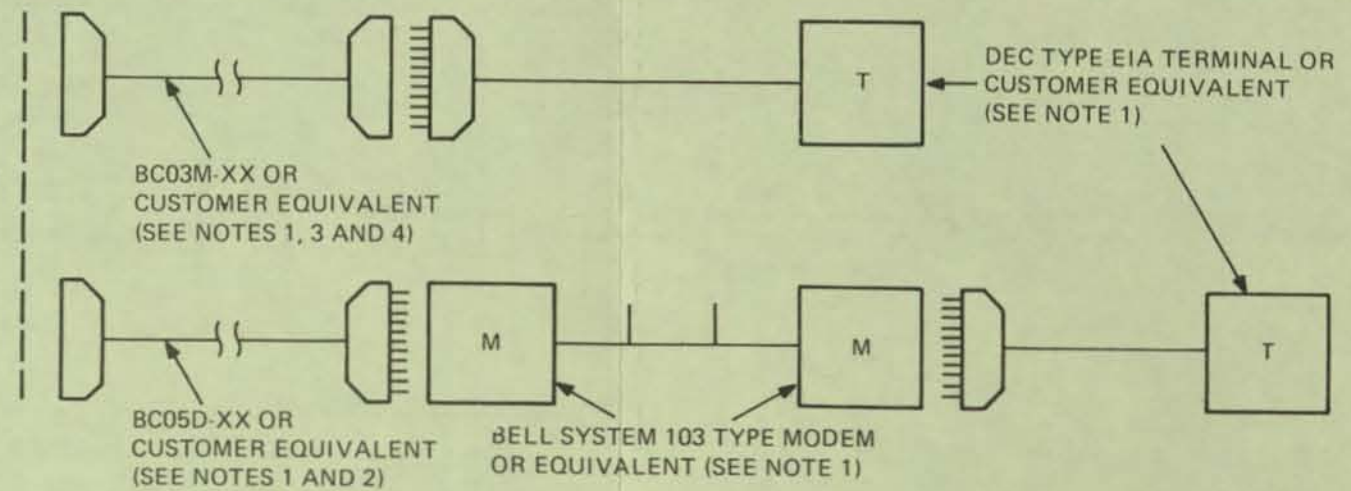 T
DEC TYPE EIA TERMINAL OR
CUSTOMER EQUIVALENT
(SEE NOTE 1)
BC03M-XX OR
CUSTOMER EQUIVALENT
(SEE NOTES 1, 3 AND 4)
M
M
T
BC05D-XX OR
CUSTOMER EQUIVALENT
(SEE NOTES 1 AND 2)
BELL SYSTEM 103 TYPE MODEM
OR EQUIVALENT (SEE NOTE 1)